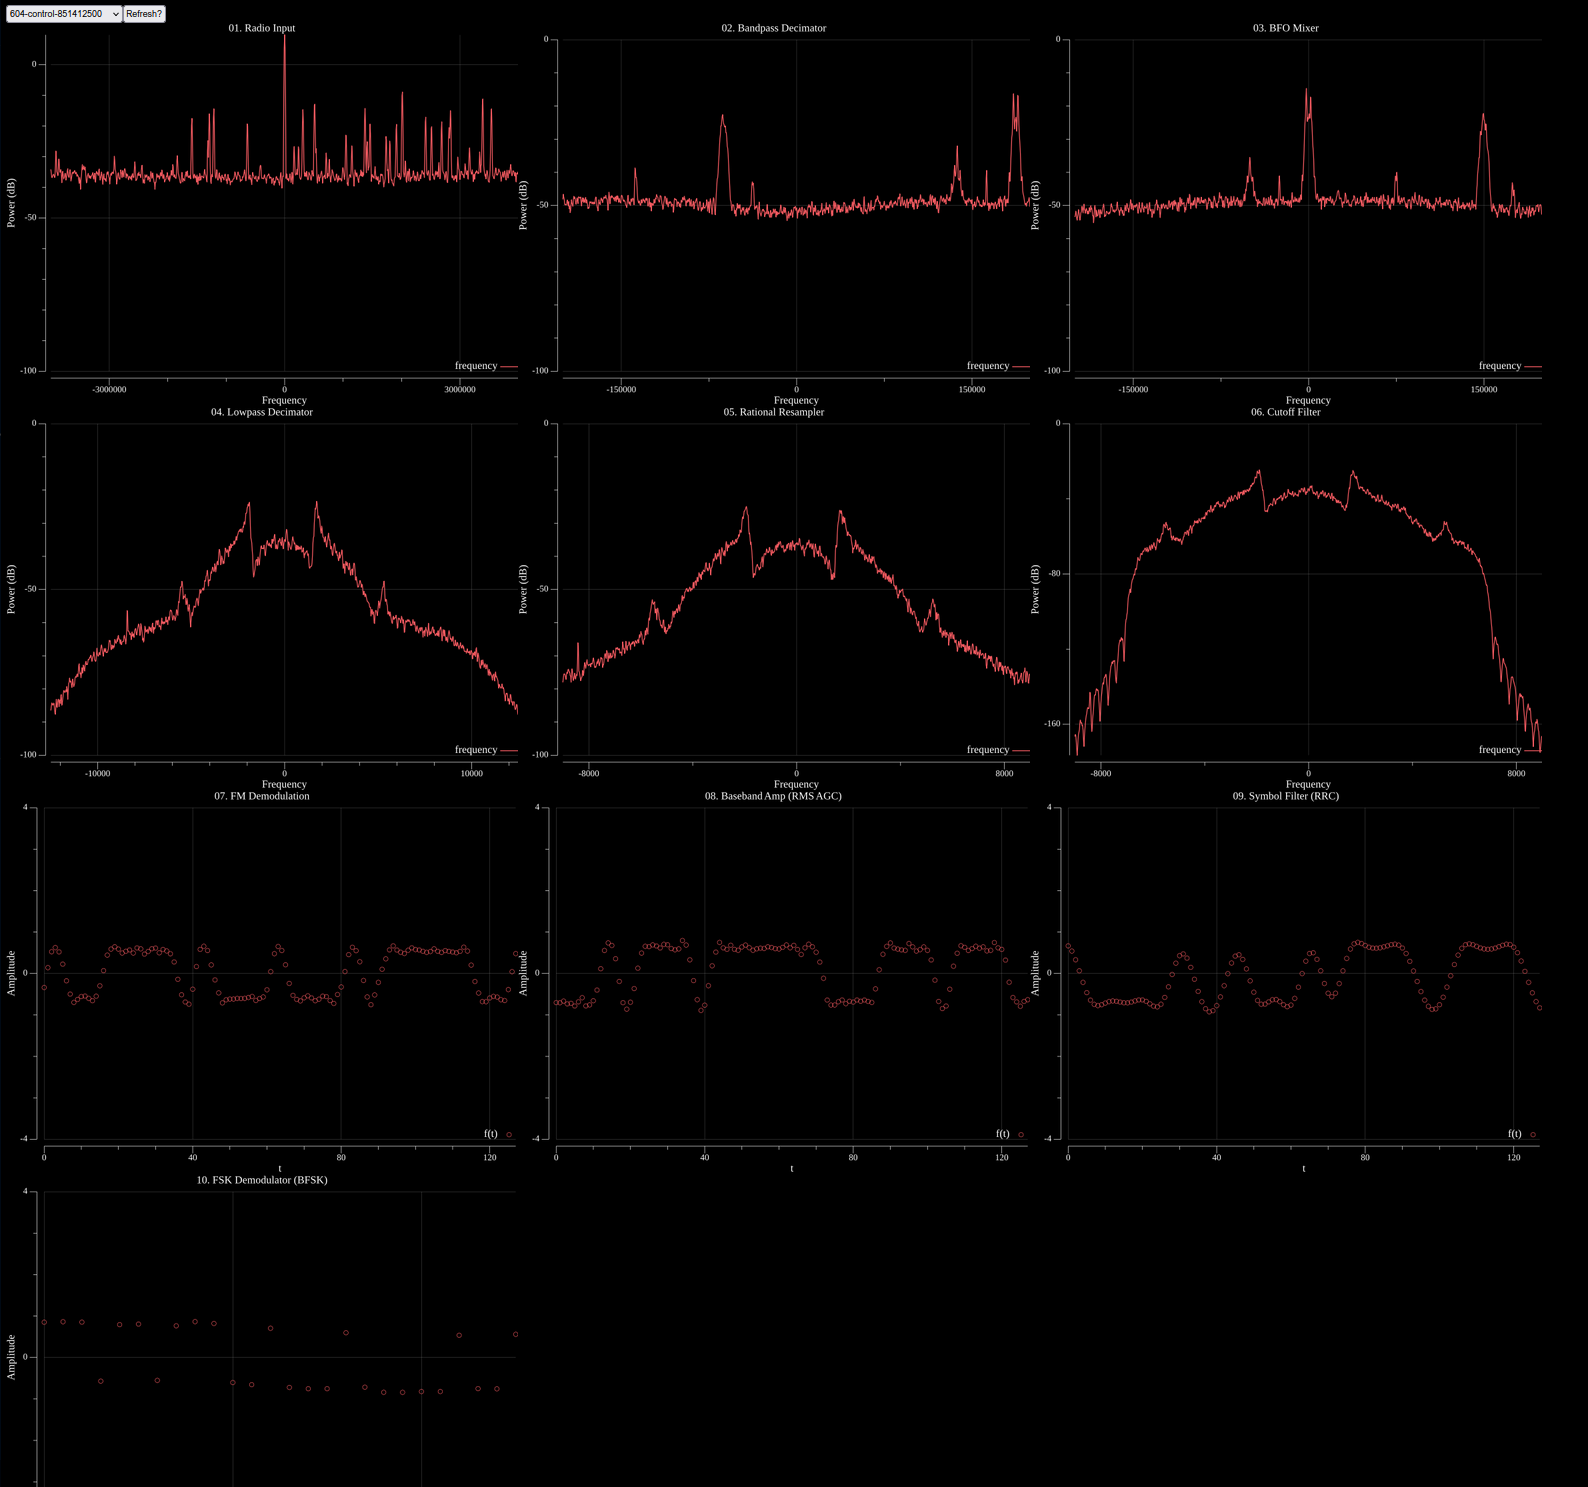 604-control-851412500 Refresh?
01. Radio Input
0
-50
-100
Power (dB)
frequency
-3000000 0 3000000
Frequency
02. Bandpass Decimator
0
-50
-100
Power (dB)
frequency
-150000 0 150000
Frequency
03. BFO Mixer
0
-50
-100
Power (dB)
frequency
-150000 0 150000
Frequency
04. Lowpass Decimator
0
-50
-100
Power (dB)
frequency
-10000 0 10000
Frequency
05. Rational Resampler
0
-50
-100
Power (dB)
frequency
-8000 0 8000
Frequency
06. Cutoff Filter
0
-80
-160
Power (dB)
frequency
-8000 0 8000
Frequency
07. FM Demodulation
4
0
-4
Amplitude
f(t)
0 40 80 120
t
08. Baseband Amp (RMS AGC)
4
0
-4
Amplitude
f(t)
0 40 80 120
t
09. Symbol Filter (RRC)
4
0
-4
Amplitude
f(t)
0 40 80 120
t
10. FSK Demodulator (BFSK)
4
0
Amplitude